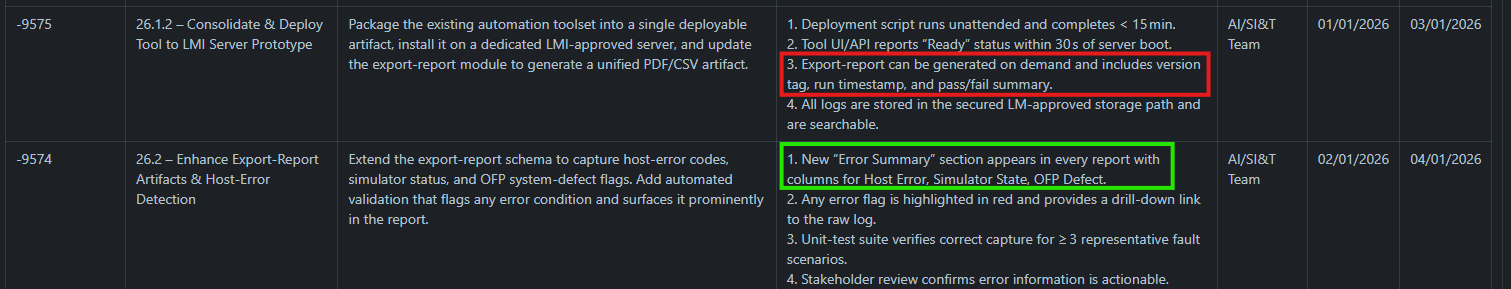 -9575
26.1.2 – Consolidate & Deploy
Tool to LMI Server Prototype
Package the existing automation toolset into a single deployable
artifact, install it on a dedicated LMI-approved server, and update
the export-report module to generate a unified PDF/CSV artifact.
1. Deployment script runs unattended and completes < 15 min.
2. Tool UI/API reports “Ready” status within 30 s of server boot.
3. Export-report can be generated on demand and includes version
tag, run timestamp, and pass/fail summary.
4. All logs are stored in the secured LM-approved storage path and
are searchable.
AI/SI&T
Team
01/01/2026
03/01/2026
-9574
26.2 – Enhance Export-Report
Artifacts & Host-Error
Detection
Extend the export-report schema to capture host-error codes,
simulator status, and OFP system-defect flags. Add automated
validation that flags any error condition and surfaces it prominently
in the report.
1. New “Error Summary” section appears in every report with
columns for Host Error, Simulator State, OFP Defect.
2. Any error flag is highlighted in red and provides a drill-down link
to the raw log.
3. Unit-test suite verifies correct capture for ≥ 3 representative fault
scenarios.
4. Stakeholder review confirms error information is actionable.
AI/SI&T
Team
02/01/2026
04/01/2026